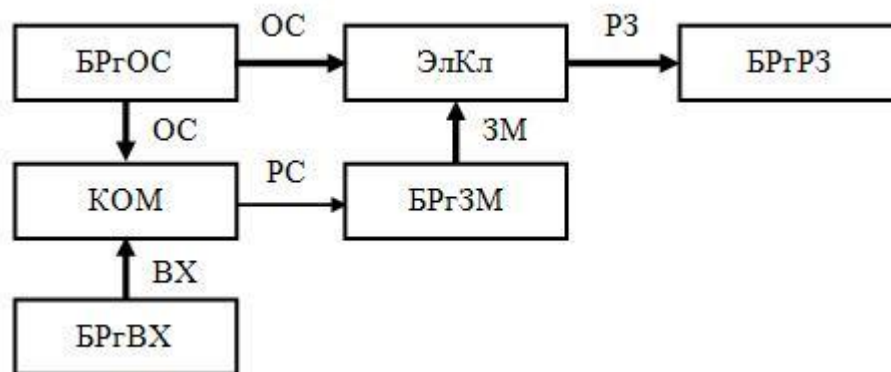 ОС
РЗ
БРгОС
ЭлКл
БРгРЗ
ОС
ЗМ
РС
КОМ
БРгЗМ
ВХ
БРгВХ